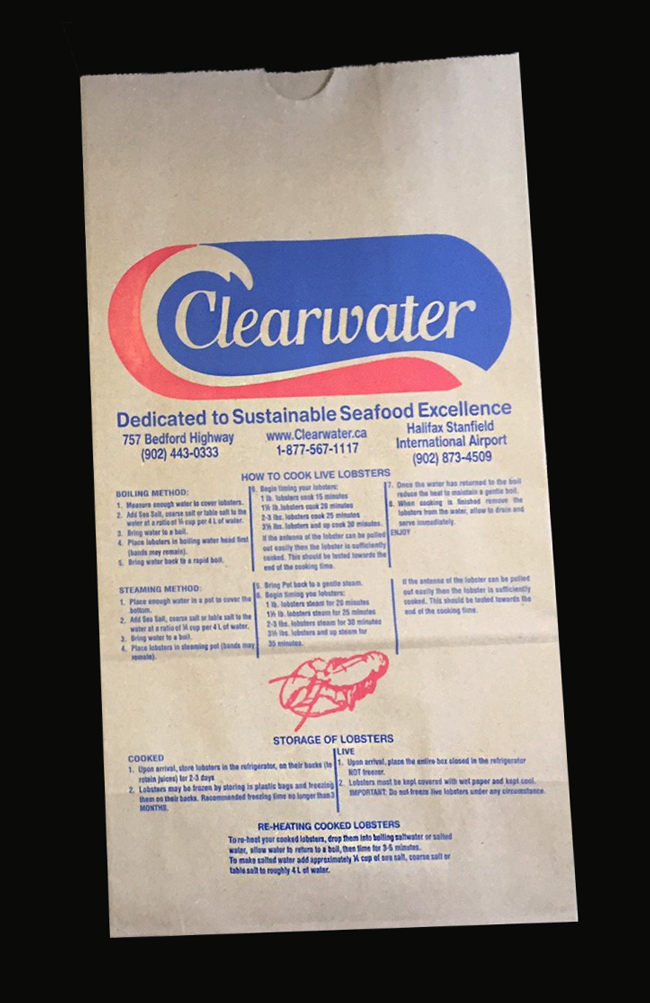 Clearwater
Dedicated to Sustainable Seafood Excellence
757 Bedford Highway
(902) 443-0333
www.Clearwater.ca
1-877-567-1117
Halifax Stanfield
International Airport
(902) 873-4509
HOW TO COOK LIVE LOBSTERS
BOILING METHOD:
1. Measure enough water to cover lobsters.
2. Add Sea Salt, coarse salt or table salt to the
water at a ratio of ¼ cup per 4 L of water.
3. Bring water to a boil.
4. Place lobsters in boiling water head first
(bands may remain).
5. Bring water back to a rapid boil.
6. Begin timing your lobsters:
1 lb. lobsters cook 15 minutes
1½ lb. lobsters cook 20 minutes
2-3 lbs. lobsters cook 25 minutes
3½ lbs. lobsters and up cook 30 minutes.
If the antenna of the lobster can be pulled
out easily then the lobster is sufficiently
cooked. This should be tested towards the
end of the cooking time.
7. Once the water has returned to the boil
reduce the heat to maintain a gentle boil.
8. When cooking is finished remove the
lobsters from the water, allow to drain and
serve immediately.
ENJOY
STEAMING METHOD:
1. Place enough water in a pot to cover the
bottom.
2. Add Sea Salt, coarse salt or table salt to the
water at a ratio of ¼ cup per 4 L of water.
3. Bring water to a boil.
4. Place lobsters in steaming pot (bands may
remain).
5. Bring Pot back to a gentle steam.
6. Begin timing you lobsters:
1 lb. lobsters steam for 20 minutes
1½ lb. lobsters steam for 25 minutes
2-3 lbs. lobsters steam for 30 minutes
3½ lbs. lobsters and up steam for
35 minutes.
If the antenna of the lobster can be pulled
out easily then the lobster is sufficiently
cooked. This should be tested towards the
end of the cooking time.
STORAGE OF LOBSTERS
COOKED
1. Upon arrival, store lobsters in the refrigerator, on their backs (to
retain juices) for 2-3 days
2. Lobsters may be frozen by storing in plastic bags and freezing
them on their backs. Recommended freezing time no longer than 3
MONTHS.
LIVE
1. Upon arrival, place the entire box closed in the refrigerator
NOT freezer.
2. Lobsters must be kept covered with wet paper and kept cool.
IMPORTANT: Do not freeze live lobsters under any circumstance.
RE-HEATING COOKED LOBSTERS
To re-heat your cooked lobsters, drop them into boiling saltwater or salted
water, allow water to return to a boil, then time for 3-5 minutes.
To make salted water add approximately ¼ cup of sea salt, coarse salt or
table salt to roughly 4 L of water.